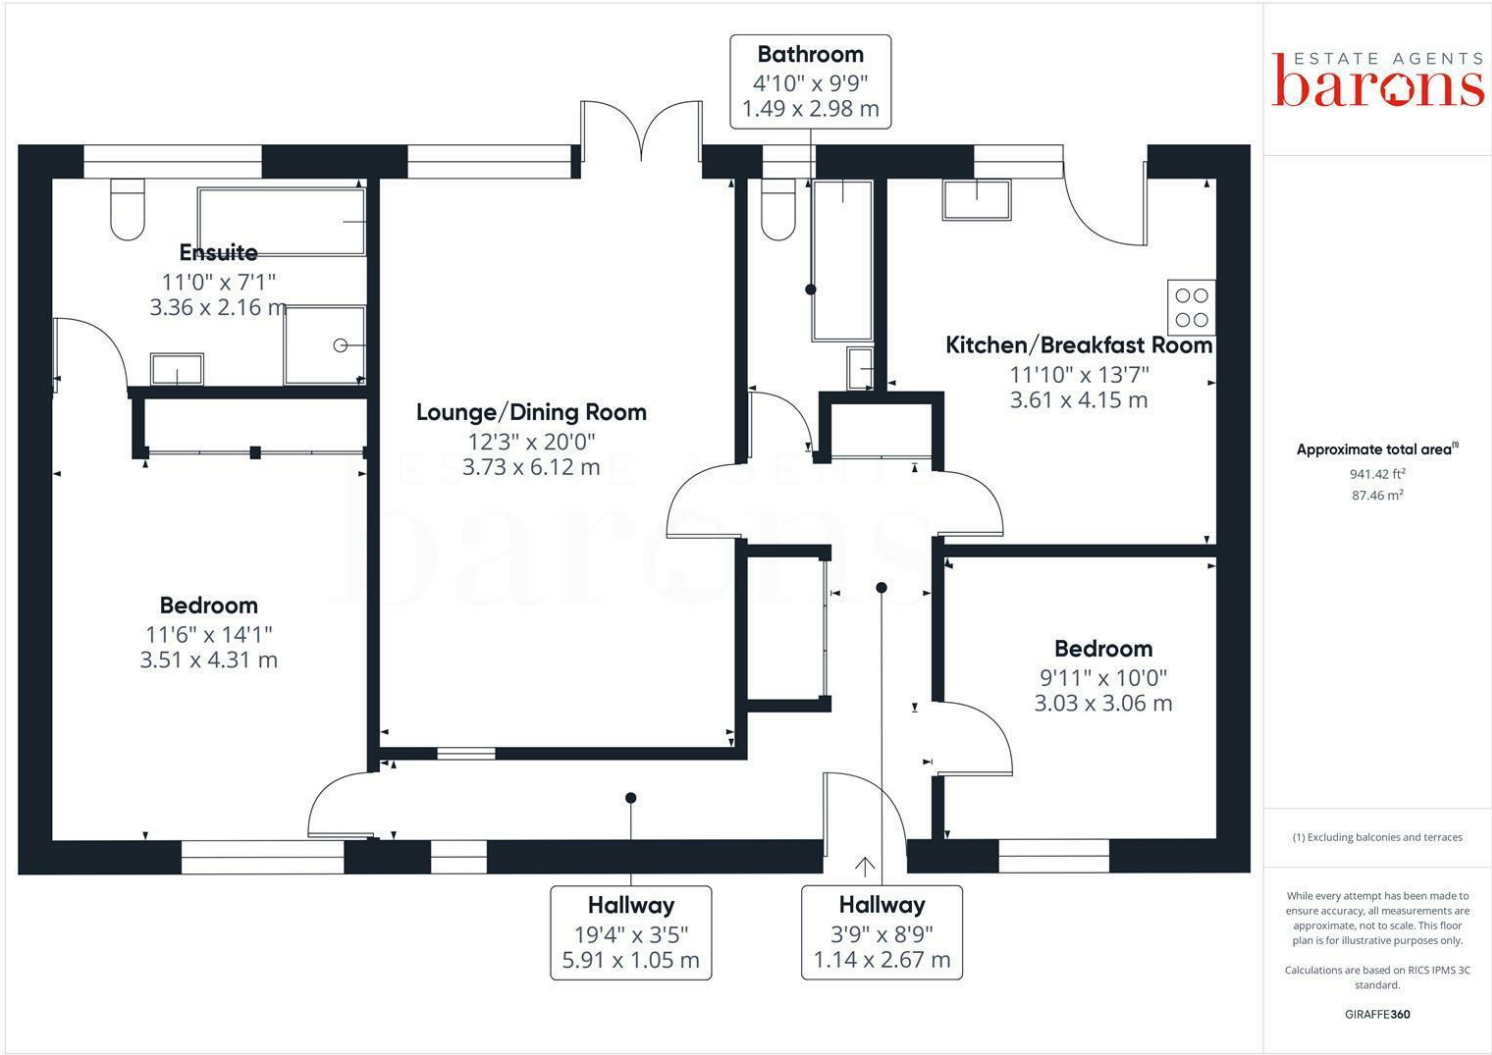 Bathroom
4'10" x 9'9"
1.49 x 2.98 m
ESTATE AGENTS
barons
Ensuite
11'0" x 7'1"
3.36 x 2.16 m
Kitchen/Breakfast Room
11'10" x 13'7"
3.61 x 4.15 m
Lounge/Dining Room
12'3" x 20'0"
3.73 x 6.12 m
ESTATE AGENTS
barons
Approximate total area⁽¹⁾
941.42 ft²
87.46 m²
Bedroom
11'6" x 14'1"
3.51 x 4.31 m
Bedroom
9'11" x 10'0"
3.03 x 3.06 m
Hallway
19'4" x 3'5"
5.91 x 1.05 m
Hallway
3'9" x 8'9"
1.14 x 2.67 m
(1) Excluding balconies and terraces
While every attempt has been made to
ensure accuracy, all measurements are
approximate, not to scale. This floor
plan is for illustrative purposes only.
Calculations are based on RICS IPMS 3C
standard.
GIRAFFE360